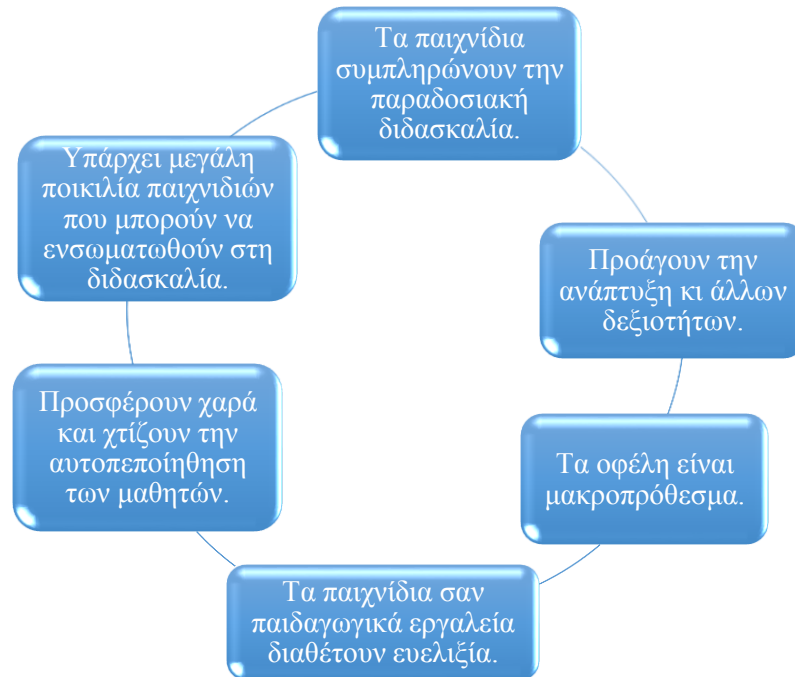 Τα παιχνίδια
συμπληρώνουν την
παραδοσιακή
διδασκαλία.
Προάγουν την
ανάπτυξη κι άλλων
δεξιοτήτων.
Τα οφέλη είναι
μακροπρόθεσμα.
Τα παιχνίδια σαν
παιδαγωγικά εργαλεία
διαθέτουν ευελιξία.
Προσφέρουν χαρά
και χτίζουν την
αυτοπεποίηθηση
των μαθητών.
Υπάρχει μεγάλη
ποικιλία παιχνιδιών
που μπορούν να
ενσωματωθούν στη
διδασκαλία.